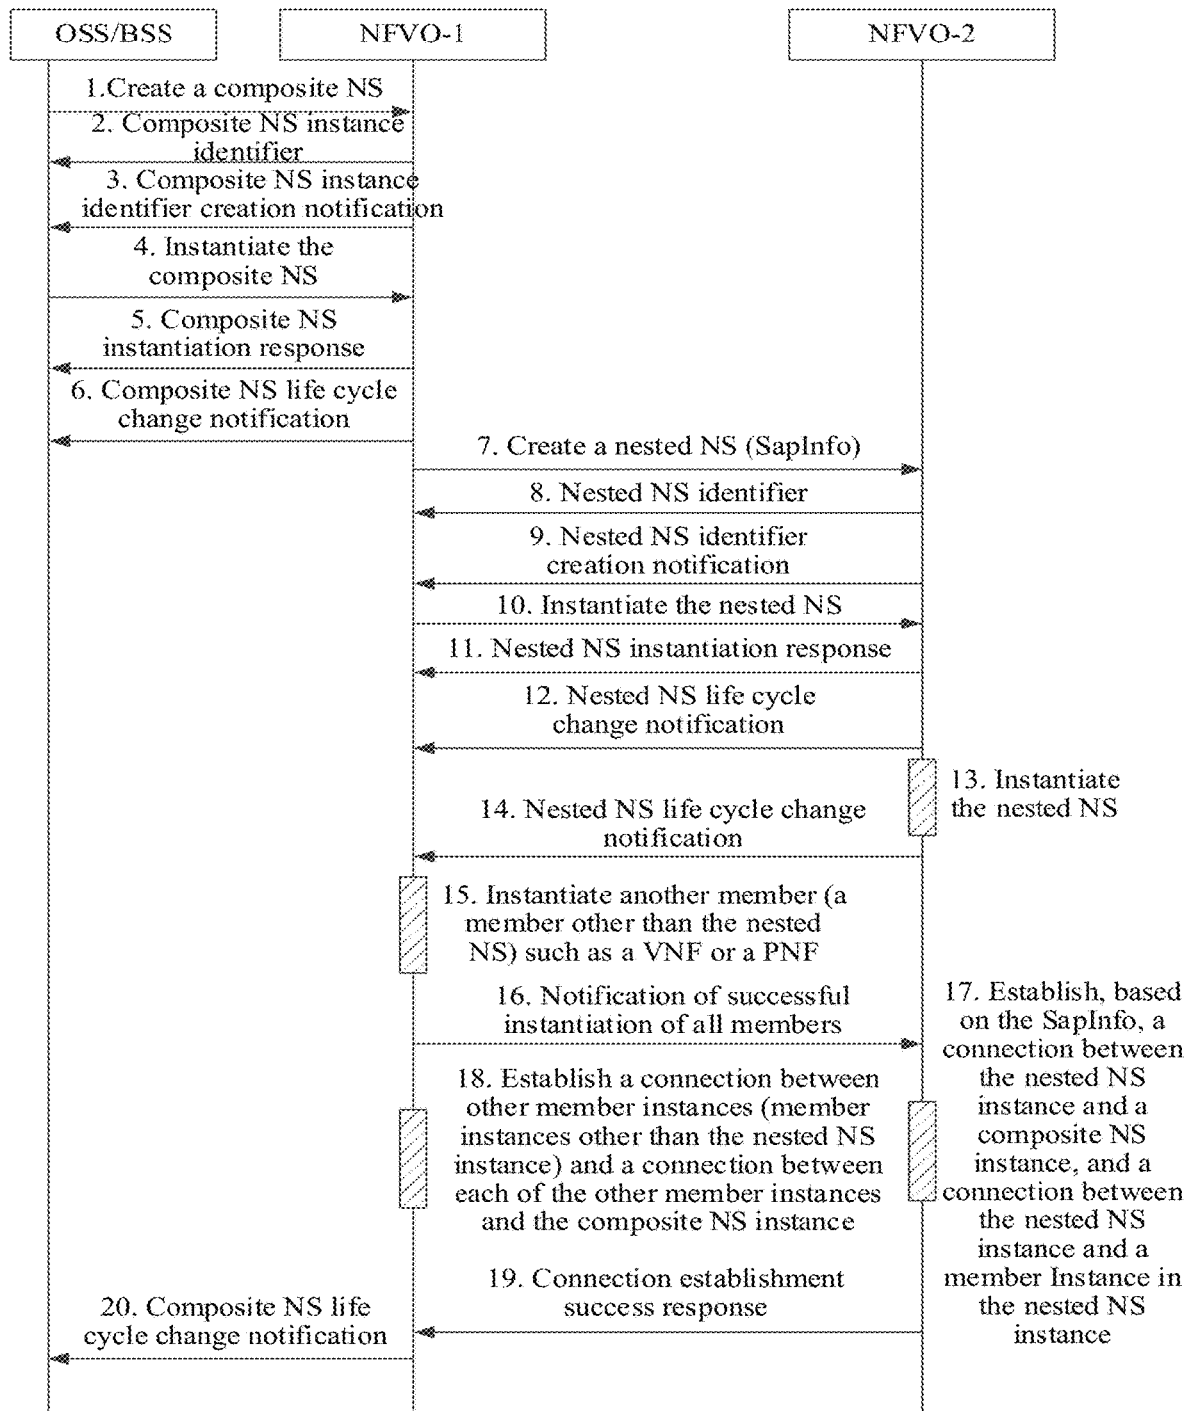 OSS/BSS
NFVO-1
NFVO-2
1.Create a composite NS
2. Composite NS instance
identifier
3. Composite NS instance
identifier creation notification
4. Instantiate the
composite NS
5. Composite NS
instantiation response
6. Composite NS life cycle
change notification
7. Create a nested NS (SapInfo)
8. Nested NS identifier
9. Nested NS identifier
creation notification
10. Instantiate the nested NS
11. Nested NS instantiation response
12. Nested NS life cycle
change notification
13. Instantiate
the nested NS
14. Nested NS life cycle change
notification
15. Instantiate another member (a
member other than the nested
NS) such as a VNF or a PNF
16. Notification of successful
instantiation of all members
17. Establish, based
on the SapInfo, a
connection between
the nested NS
instance and a
composite NS
instance, and a
connection between
the nested NS
instance and a
member Instance in
the nested NS
instance
18. Establish a connection between
other member instances (member
instances other than the nested NS
instance) and a connection between
each of the other member instances
and the composite NS instance
19. Connection establishment
success response
20. Composite NS life
cycle change notification